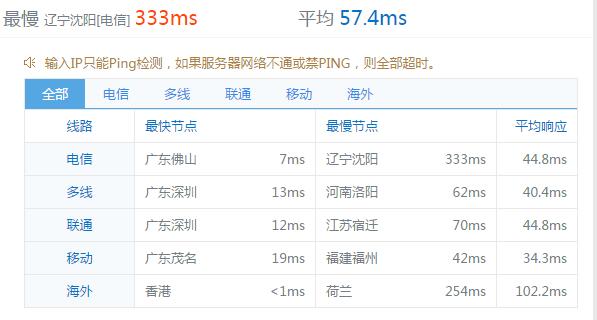 最慢 辽宁沈阳[电信] 333ms 平均 57.4ms
输入IP只能Ping检测，如果服务器网络不通或禁PING，则全部超时。
全部 电信 多线 联通 移动 海外
线路 最快节点 最慢节点 平均响应
电信 广东佛山 7ms 辽宁沈阳 333ms 44.8ms
多线 广东深圳 13ms 河南洛阳 62ms 40.4ms
联通 广东深圳 12ms 江苏宿迁 70ms 44.8ms
移动 广东茂名 19ms 福建福州 42ms 34.3ms
海外 香港 <1ms 荷兰 254ms 102.2ms